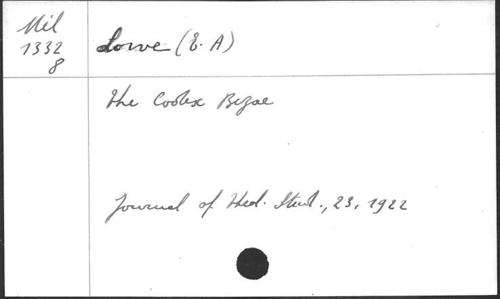 Mil
1332
8
Lowe (E. A)
The Codex Bezae
Journal of Theol. Stud., 23, 1922